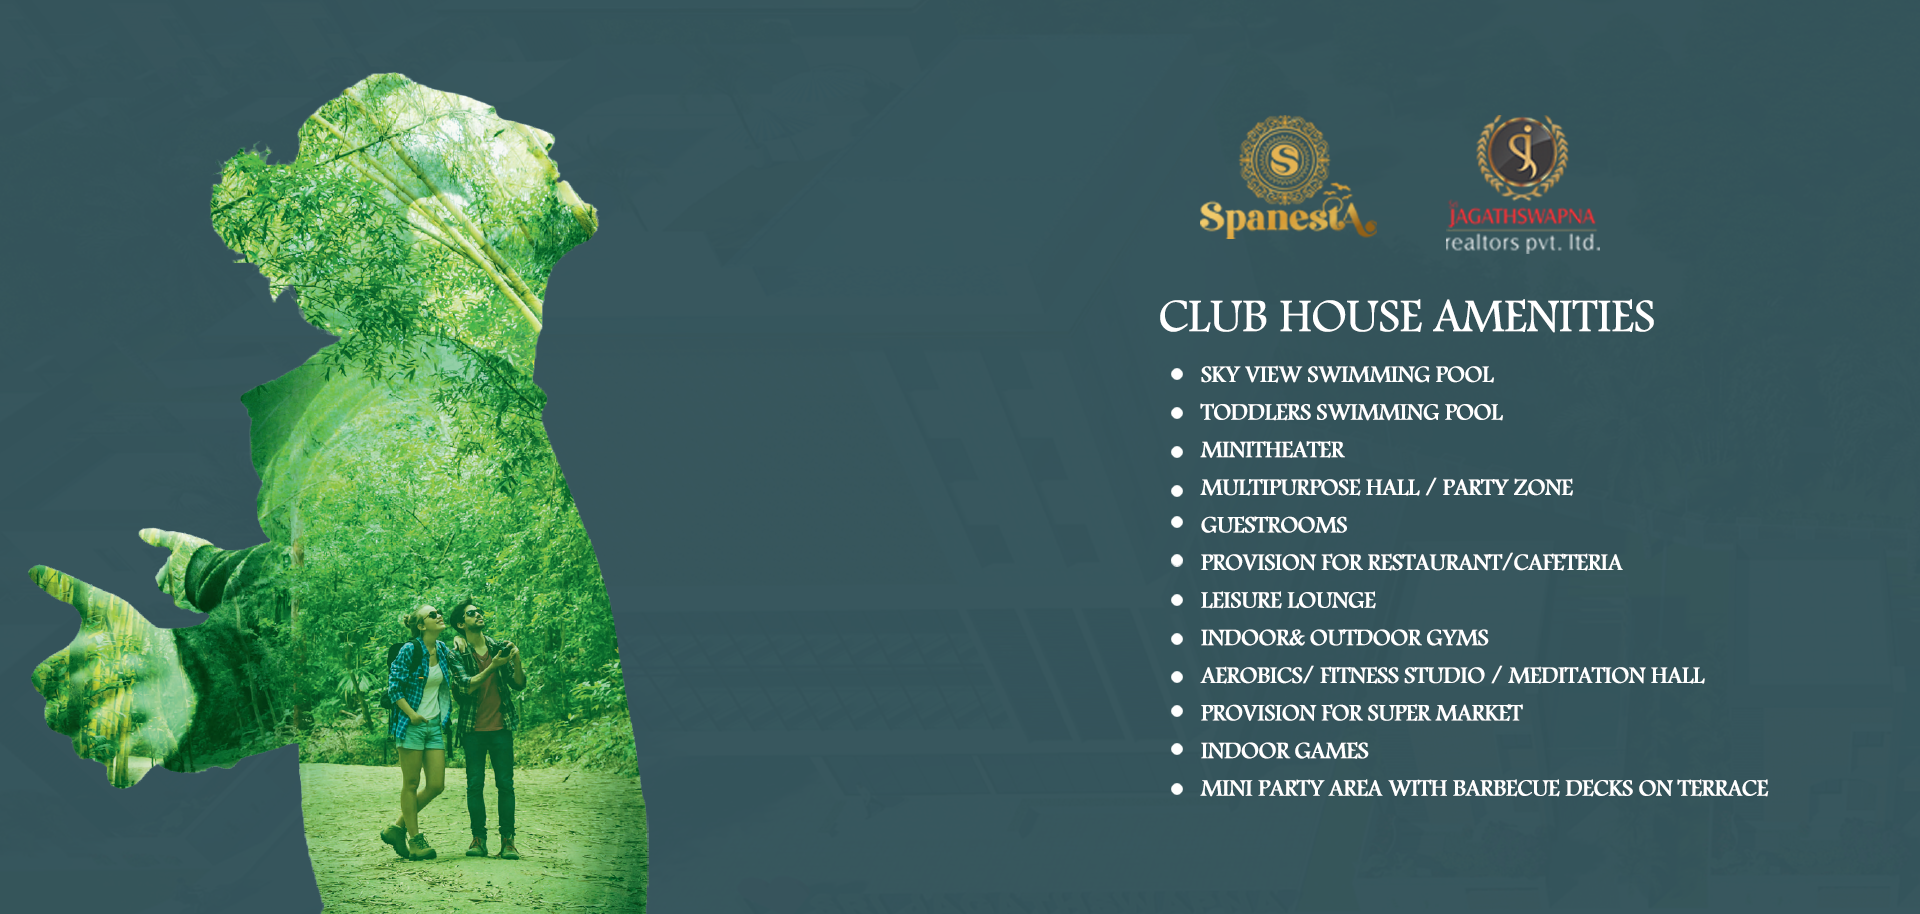 S
SpanestA
Sri
JAGATHSWAPNA
realtors pvt. ltd.
CLUB HOUSE AMENITIES
SKY VIEW SWIMMING POOL
TODDLERS SWIMMING POOL
MINITHEATER
MULTIPURPOSE HALL / PARTY ZONE
GUESTROOMS
PROVISION FOR RESTAURANT/CAFETERIA
LEISURE LOUNGE
INDOOR& OUTDOOR GYMS
AEROBICS/ FITNESS STUDIO / MEDITATION HALL
PROVISION FOR SUPER MARKET
INDOOR GAMES
MINI PARTY AREA WITH BARBECUE DECKS ON TERRACE